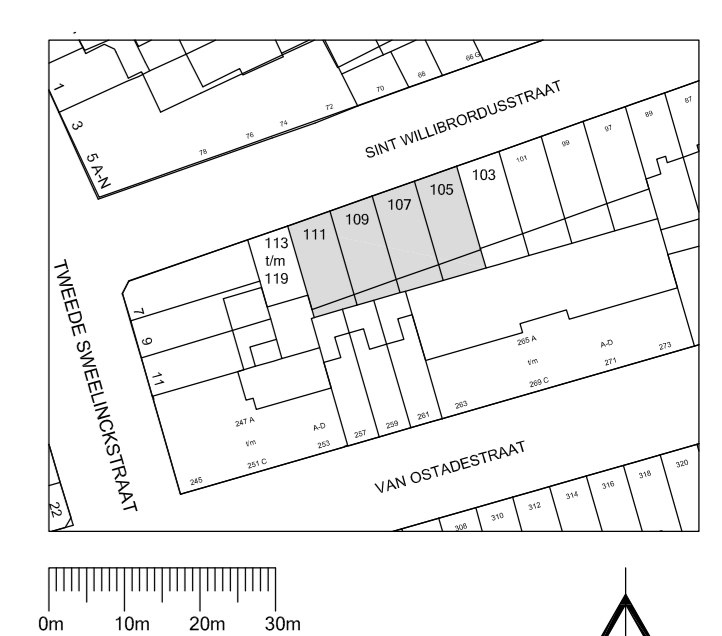 66 G
68
70
72
74
76
78
1
3
5 A-N
SINT WILLIBRORDUSSTRAAT
87
89
97
99
101
103
105
107
109
111
113
t/m
119
TWEEDE SWEELINCKSTRAAT
7
9
11
247 A
t/m
251 C
A-D
253
245
257
259
261
263
265 A
t/m
269 C
A-D
271
273
VAN OSTADESTRAAT
22
308
310
312
314
316
318
320
0m 10m 20m 30m